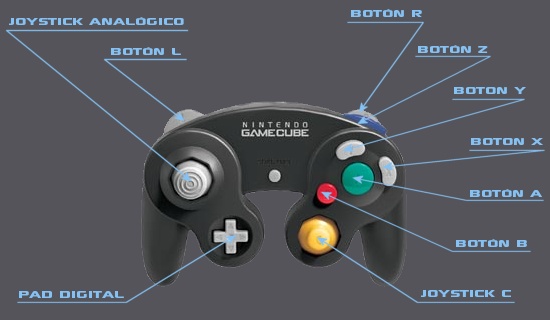 JOYSTICK ANALÓGICO
BOTÓN R
BOTÓN L
BOTÓN Z
BOTÓN Y
NINTENDO
GAMECUBE
BOTÓN X
BOTÓN A
BOTÓN B
PAD DIGITAL
JOYSTICK C